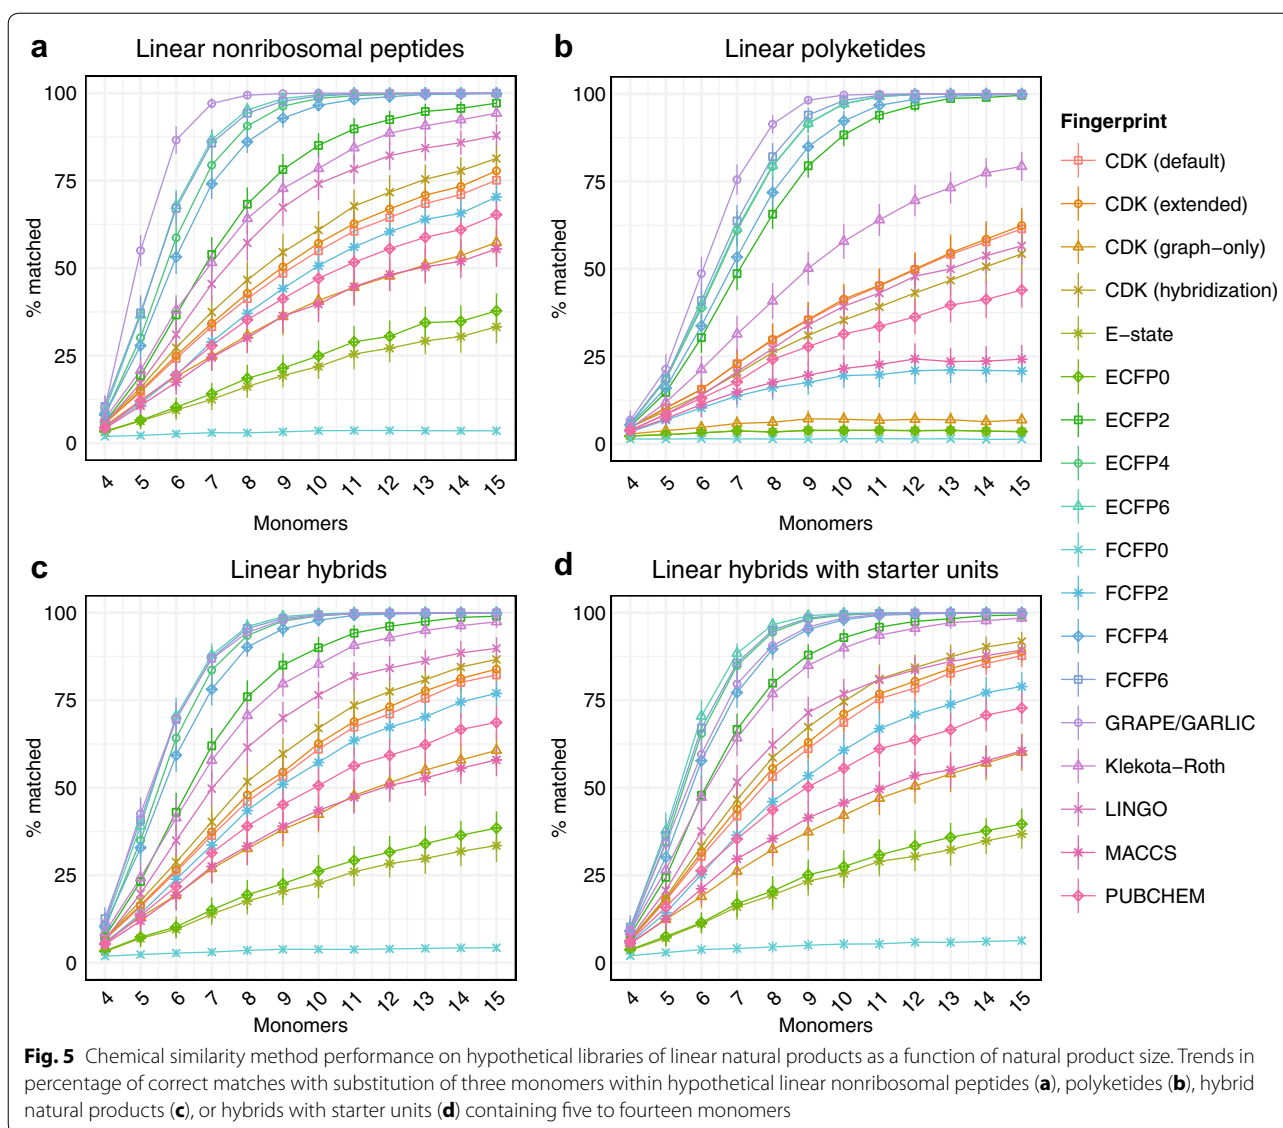 a Linear nonribosomal peptides
100
75
50
25
0
% matched
4 5 6 7 8 9 10 11 12 13 14 15
Monomers
b Linear polyketides
100
75
50
25
0
% matched
4 5 6 7 8 9 10 11 12 13 14 15
Monomers
c Linear hybrids
100
75
50
25
0
% matched
4 5 6 7 8 9 10 11 12 13 14 15
Monomers
d Linear hybrids with starter units
100
75
50
25
0
% matched
4 5 6 7 8 9 10 11 12 13 14 15
Monomers
Fingerprint
CDK (default)
CDK (extended)
CDK (graph−only)
CDK (hybridization)
E−state
ECFP0
ECFP2
ECFP4
ECFP6
FCFP0
FCFP2
FCFP4
FCFP6
GRAPE/GARLIC
Klekota−Roth
LINGO
MACCS
PUBCHEM
Fig. 5 Chemical similarity method performance on hypothetical libraries of linear natural products as a function of natural product size. Trends in
percentage of correct matches with substitution of three monomers within hypothetical linear nonribosomal peptides (a), polyketides (b), hybrid
natural products (c), or hybrids with starter units (d) containing five to fourteen monomers